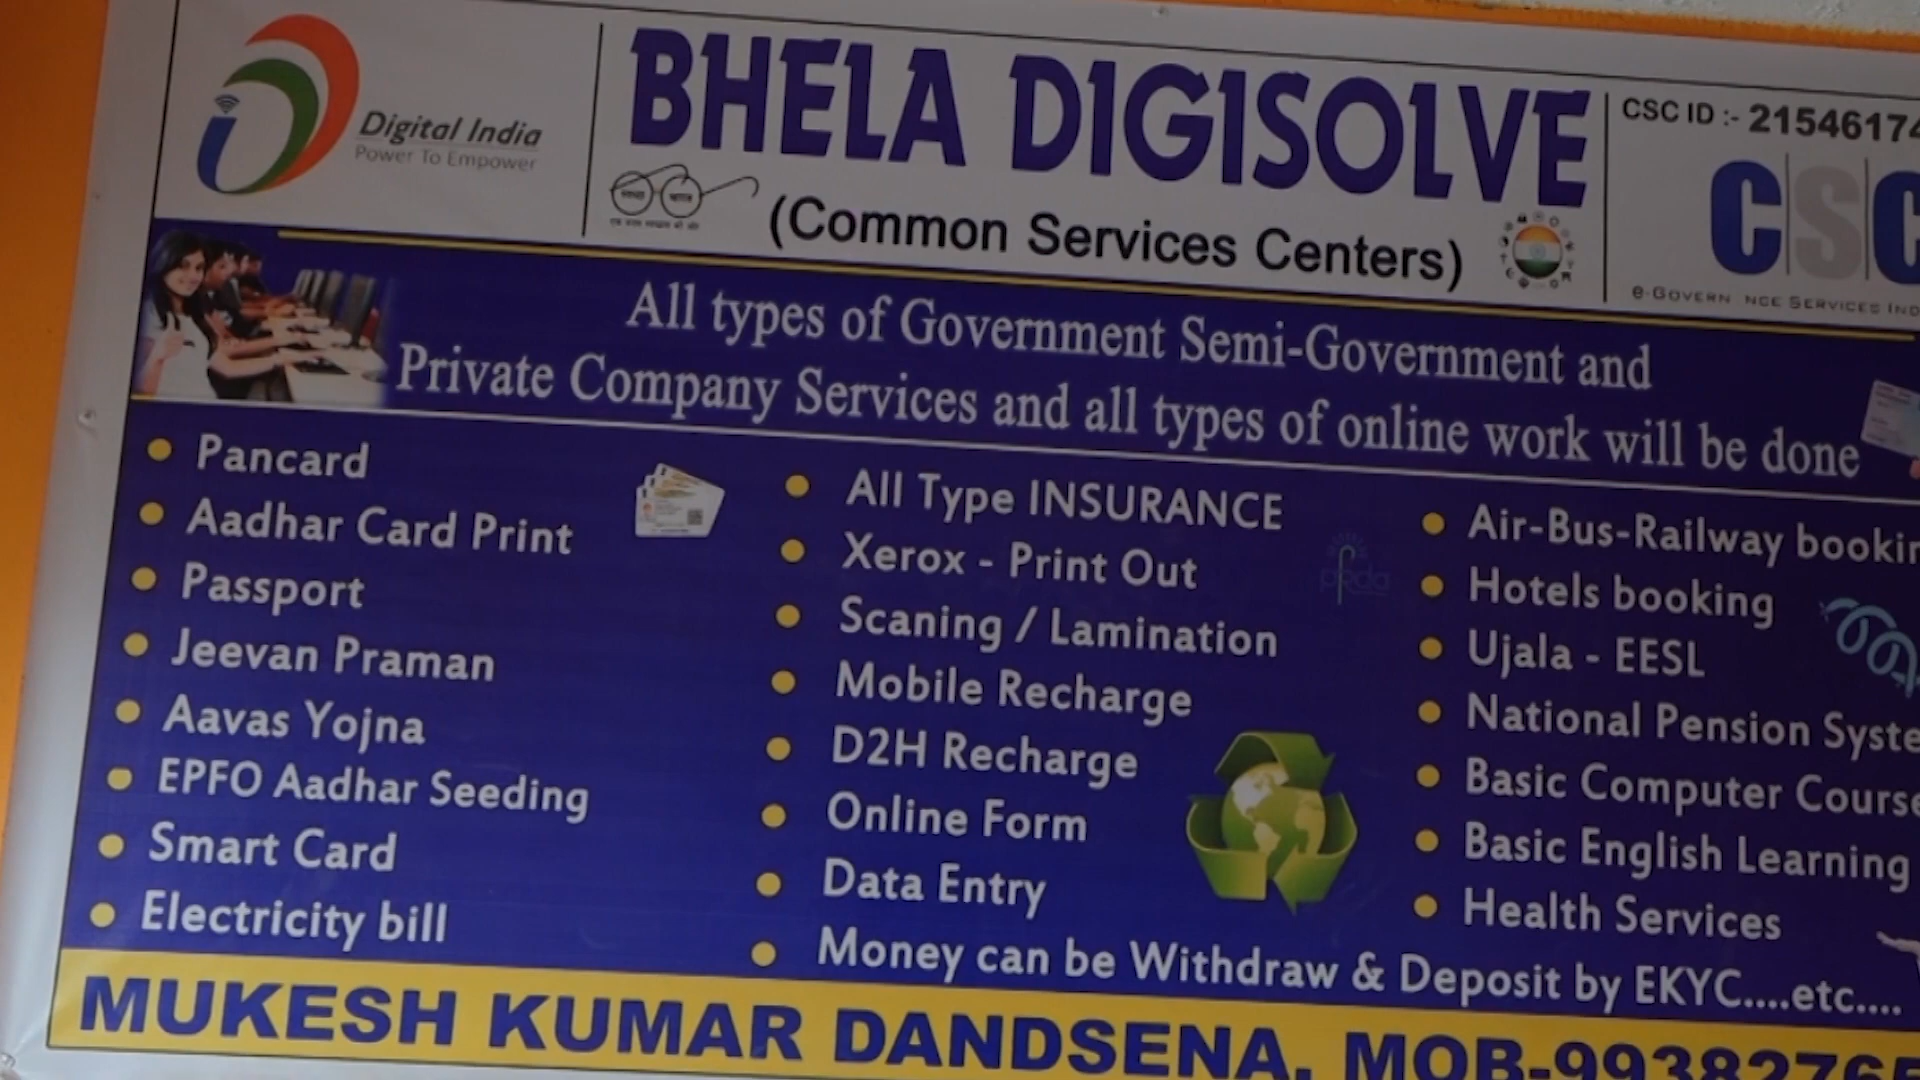 Digital India
Power To Empower
BHELA DIGISOLVE
(Common Services Centers)
CSC ID :- 21546174
CSC
All types of Government Semi-Government and
Private Company Services and all types of online work will be done
Pancard
Aadhar Card Print
Passport
Jeevan Praman
Aavas Yojna
EPFO Aadhar Seeding
Smart Card
Electricity bill
All Type INSURANCE
Xerox - Print Out
Scaning / Lamination
Mobile Recharge
D2H Recharge
Online Form
Data Entry
Money can be Withdraw & Deposit by EKYC....etc....
Air-Bus-Railway bookin
Hotels booking
Ujala - EESL
National Pension Syste
Basic Computer Course
Basic English Learning
Health Services
MUKESH KUMAR DANDSENA, MOB-9938276